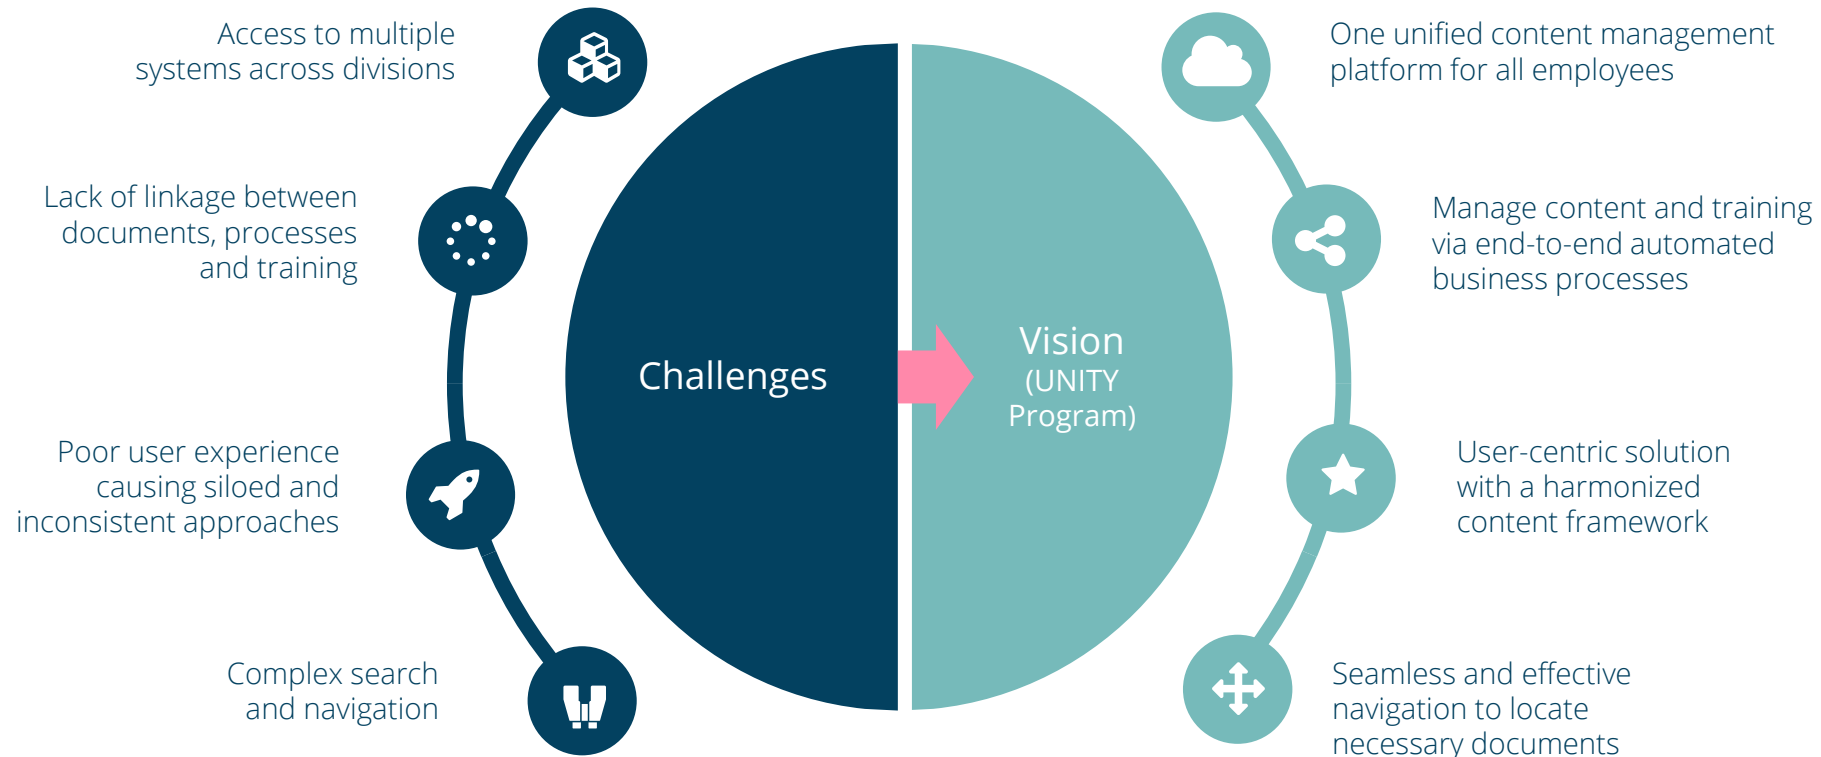 Access to multiple
systems across divisions
Lack of linkage between
documents, processes
and training
Poor user experience
causing siloed and
inconsistent approaches
Complex search
and navigation
Challenges
Vision
(UNITY
Program)
One unified content management
platform for all employees
Manage content and training
via end-to-end automated
business processes
User-centric solution
with a harmonized
content framework
Seamless and effective
navigation to locate
necessary documents